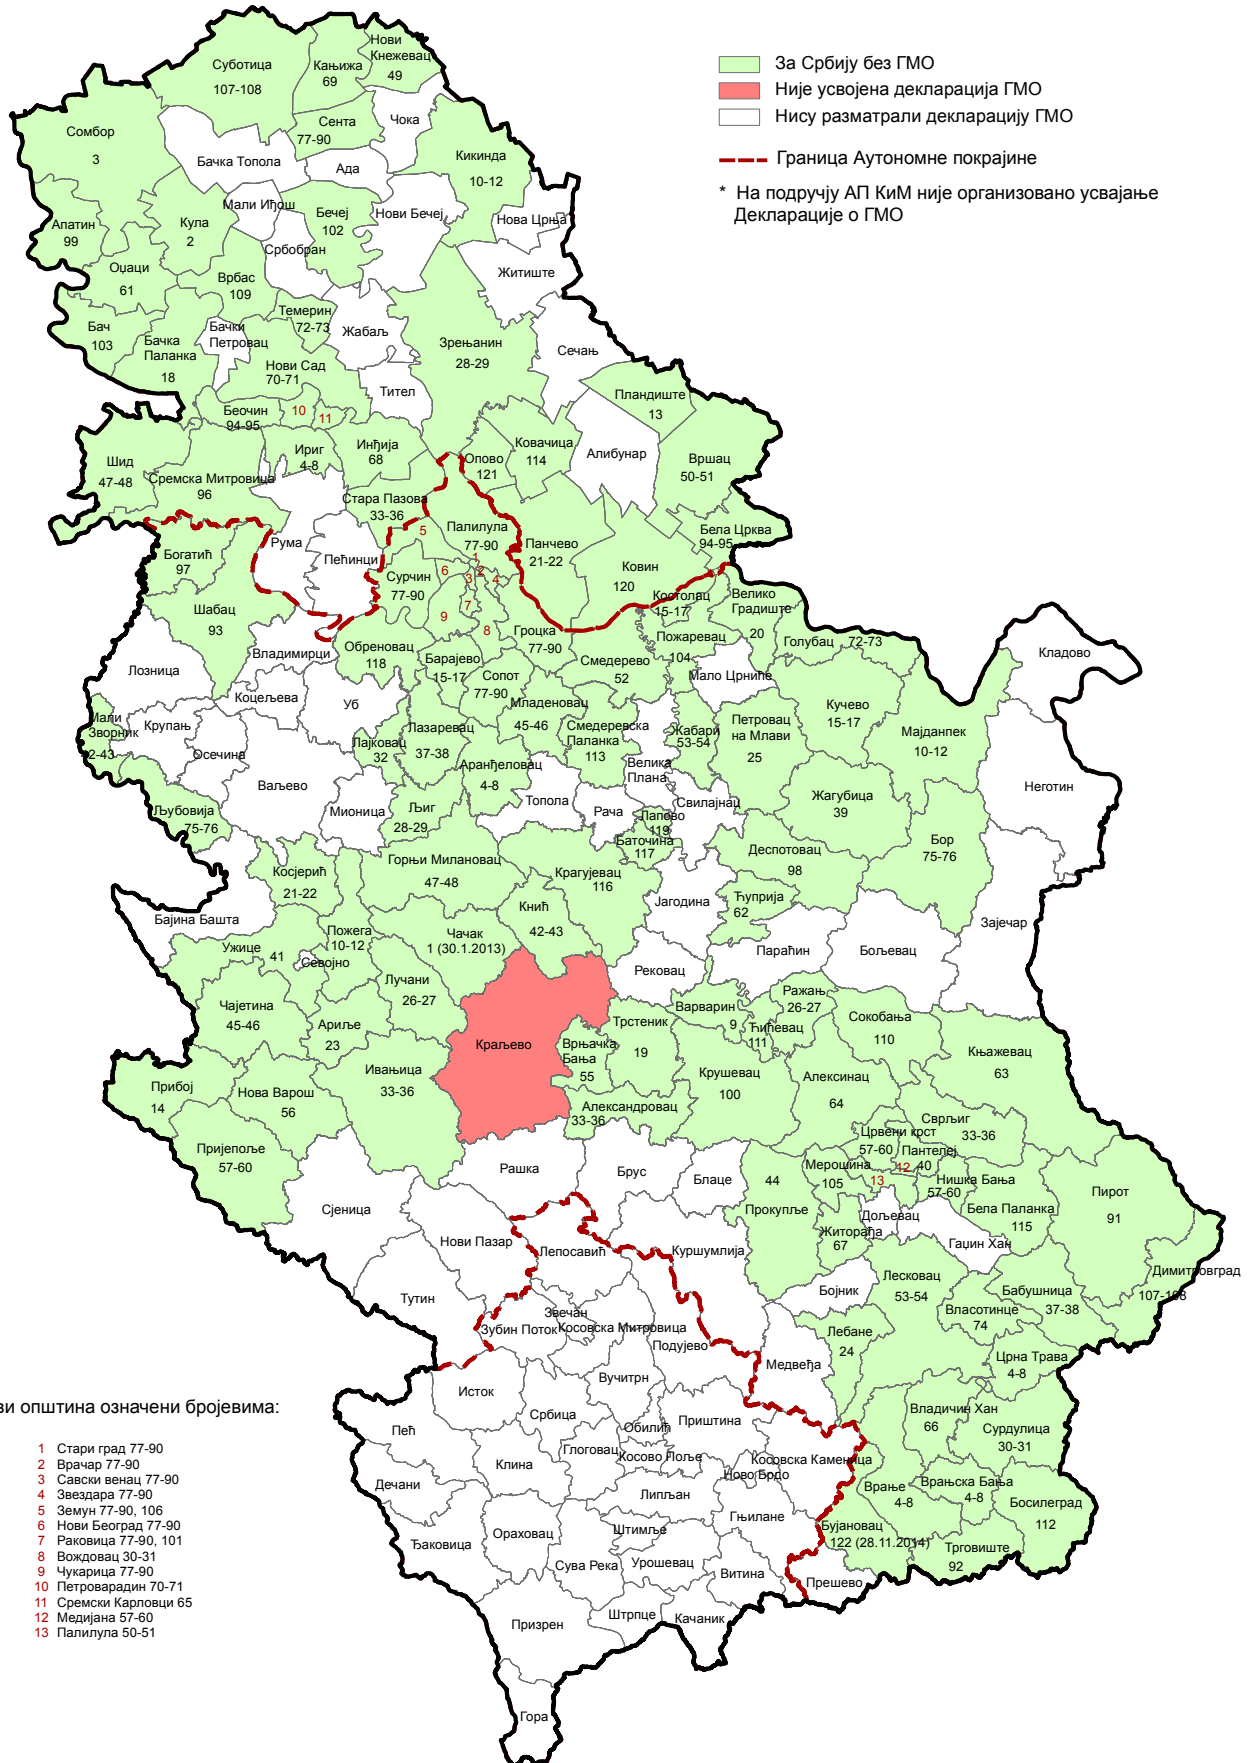 За Србију без ГМО
Није усвојена декларација ГМО
Нису разматрали декларацију ГМО
Граница Аутономне покрајине
* На подручју АП КиМ није организовано усвајање
Декларације о ГМО
Суботица
107-108
Кањижа
69
Нови
Кнежевац
49
Сомбор
3
Сента
77-90
Чока
Бачка Топола
Ада
Кикинда
10-12
Мали Иђош
Бечеј
102
Нови Бечеј
Нова Црња
Апатин
99
Кула
2
Србобран
Житиште
Оџаци
61
Врбас
109
Темерин
72-73
Жабаљ
Бач
103
Бачка
Паланка
18
Бачки
Петровац
Зрењанин
28-29
Сечањ
Нови Сад
70-71
Тител
Пландиште
13
Беочин
94-95
10
11
Ириг
4-8
Инђија
68
Опово
121
Ковачица
114
Алибунар
Вршац
50-51
Шид
47-48
Сремска Митровица
96
Стара Пазова
33-36
Палилула
77-90
Панчево
21-22
Бела Црква
94-95
Рума
Пећинци
5
1
2
3
4
6
7
8
9
Ковин
120
Богатић
97
Сурчин
77-90
Костолац
15-17
Велико
Градиште
20
Шабац
93
Владимирци
Обреновац
118
Барајево
15-17
Гроцка
77-90
Смедерево
52
Пожаревац
104
Голубац 72-73
Кладово
Лозница
Коцељева
Уб
Сопот
77-90
Младеновац
45-46
Мало Црниће
Кучево
15-17
Мали
Зворник
2-43
Крупањ
Осечина
Лајковац
32
Лазаревац
37-38
Смедеревска
Паланка
113
Жабари
53-54
Петровац
на Млави
25
Мајданпек
10-12
Ваљево
Аранђеловац
4-8
Велика
Плана
Неготин
Љубовија
75-76
Мионица
Љиг
28-29
Топола
Рача
Лапово
119
Свилајнац
Жагубица
39
Баточина
117
Бор
75-76
Косјерић
21-22
Горњи Милановац
47-48
Крагујевац
116
Деспотовац
98
Бајина Башта
Кнић
42-43
Јагодина
Ћуприја
62
Зајечар
Ужице
41
Пожега
10-12
Севојно
Чачак
1 (30.1.2013)
Рековац
Параћин
Бољевац
Чајетина
45-46
Лучани
26-27
Ариље
23
Краљево
Трстеник
19
Варварин
9
Ражањ
26-27
Ћићевац
111
Сокобања
110
Врњачка
Бања
55
Крушевац
100
Алексинац
64
Књажевац
63
Прибој
14
Нова Варош
56
Ивањица
33-36
Александровац
33-36
Сврљиг
33-36
Пријепоље
57-60
Црвени крст
57-60
Пантелеј
40
12
13
Рашка
Брус
Блаце
44
Прокупље
Мерошина
105
Нишка Бања
57-60
Пирот
91
Сјеница
Нови Пазар
Житорађа
67
Дољевац
Гаџин Хан
Бела Паланка
115
Лепосавић
Куршумлија
Бојник
Лесковац
53-54
Димитровград
107-108
Тутин
Звечан
Зубин Поток
Косовска Митровица
Подујево
Лебане
24
Власотинце
74
Бабушница
37-38
Медвеђа
Црна Трава
4-8
Исток
Вучитрн
Владичин Хан
66
Пећ
Србица
Обилић
Приштина
Сурдулица
30-31
Клина
Глоговац
Косово Поље
Косовска Каменица
Ново Брдо
Дечани
Липљан
Врање
4-8
Врањска Бања
4-8
Босилеград
112
Гњилане
Ђаковица
Ораховац
Штимље
Бујановац
122 (28.11.2014)
Сува Река
Урошевац
Витина
Трговиште
92
Прешево
Призрен
Штрпце
Качаник
Гора
ви општина означени бројевима:
1 Стари град 77-90
2 Врачар 77-90
3 Савски венац 77-90
4 Звездара 77-90
5 Земун 77-90, 106
6 Нови Београд 77-90
7 Раковица 77-90, 101
8 Вождовац 30-31
9 Чукарица 77-90
10 Петроварадин 70-71
11 Сремски Карловци 65
12 Медијана 57-60
13 Палилула 50-51